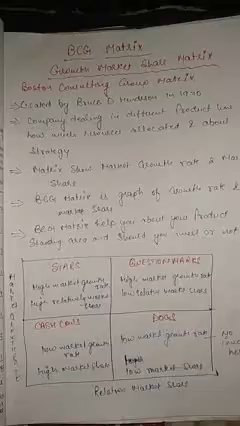 BCG Matrix
Growth Market Share Matrix
Boston Consulting Group Matrix
→ Created by Bruce D Henderson in 1970
→ Company dealing in different Product line
how much resources allocated & about
Strategy
→ Matrix show Market Growth rate & Mar
Share
→ BCG Matrix is graph of Growth rate &
market Share
→ BCG Matrix help you about your Product
Standing area and Should you invest or not
STARS
High market growth
rate
high relative market
share
QUESTION MARKS
High market growth rate
low relative market share
CASH COWS
low market growth
rate
high market share
DOGS
low market growth rate
low market share
No
here
Market Growth Rate
Relative Market Share